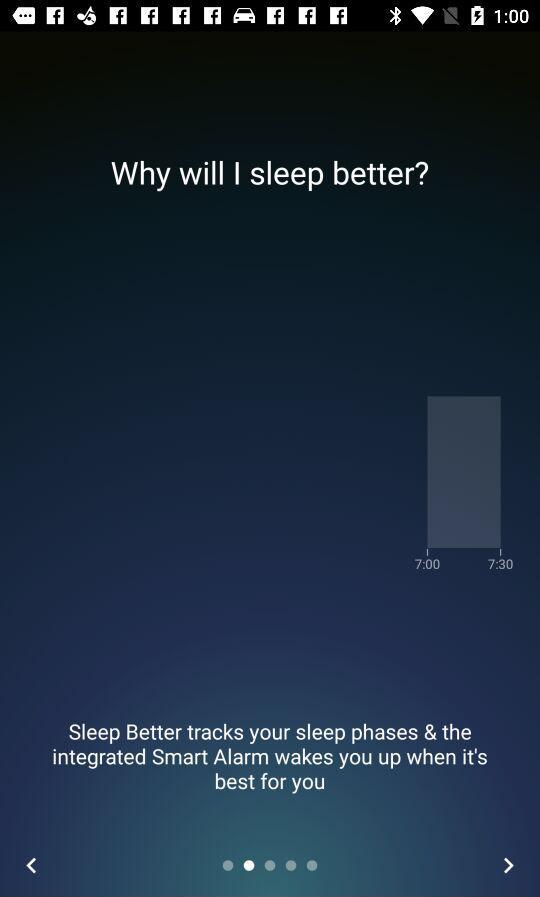 1:00
Why will I sleep better?
7:00 7:30
Sleep Better tracks your sleep phases & the
integrated Smart Alarm wakes you up when it's
best for you